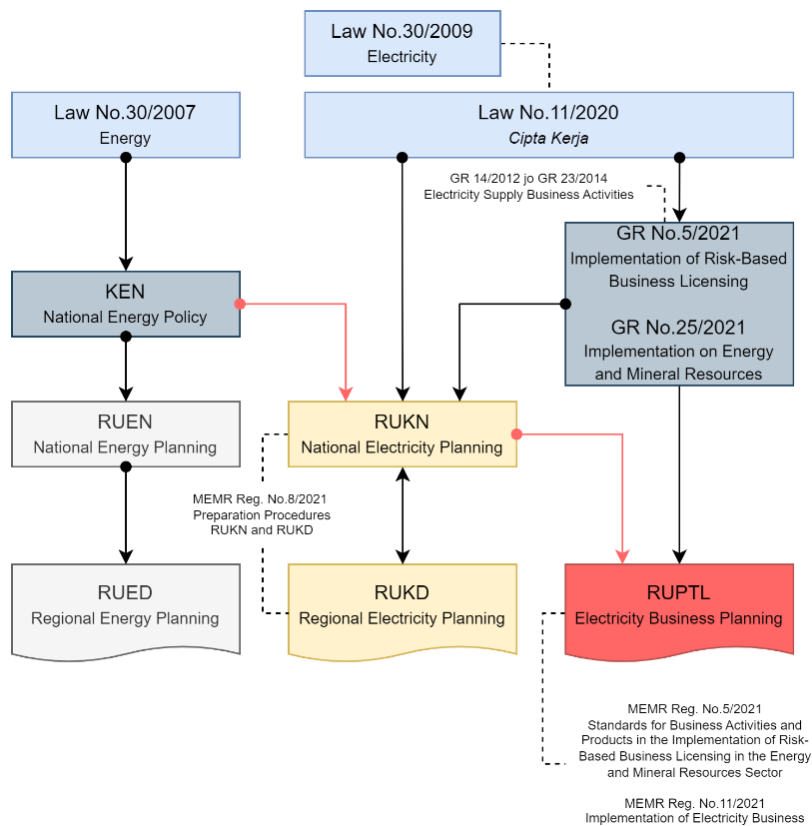 Law No.30/2009
Electricity
Law No.30/2007
Energy
Law No.11/2020
Cipta Kerja
GR 14/2012 jo GR 23/2014
Electricity Supply Business Activities
GR No.5/2021
Implementation of Risk-Based
Business Licensing
GR No.25/2021
Implementation on Energy
and Mineral Resources
KEN
National Energy Policy
RUEN
National Energy Planning
RUKN
National Electricity Planning
MEMR Reg. No.8/2021
Preparation Procedures
RUKN and RUKD
RUED
Regional Energy Planning
RUKD
Regional Electricity Planning
RUPTL
Electricity Business Planning
MEMR Reg. No.5/2021
Standards for Business Activities and
Products in the Implementation of Risk-
Based Business Licensing in the Energy
and Mineral Resources Sector
MEMR Reg. No.11/2021
Implementation of Electricity Business